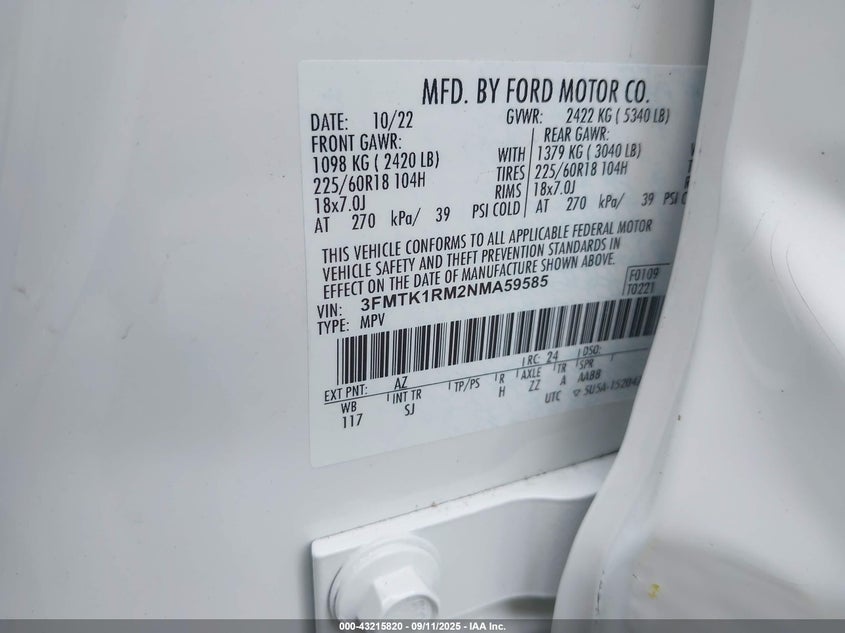 MFD. BY FORD MOTOR CO.
DATE: 10/22 GVWR: 2422 KG ( 5340 LB)
FRONT GAWR: REAR GAWR:
1098 KG ( 2420 LB) WITH 1379 KG ( 3040 LB)
225/60R18 104H TIRES 225/60R18 104H
18x7.0J RIMS 18x7.0J
AT 270 kPa/ 39 PSI COLD AT 270 kPa/ 39 PSI
THIS VEHICLE CONFORMS TO ALL APPLICABLE FEDERAL MOTOR
VEHICLE SAFETY AND THEFT PREVENTION STANDARDS IN
EFFECT ON THE DATE OF MANUFACTURE SHOWN ABOVE.
VIN: 3FMTK1RM2NMA59585
F0109
T0221
TYPE: MPV
RC: 24 DSO:
EXT PNT: AZ
WB INT TR TP/PS R AXLE TR SPR
117 SJ H ZZ A AABB
UTC
000-43215820 - 09/11/2025 - IAA Inc.